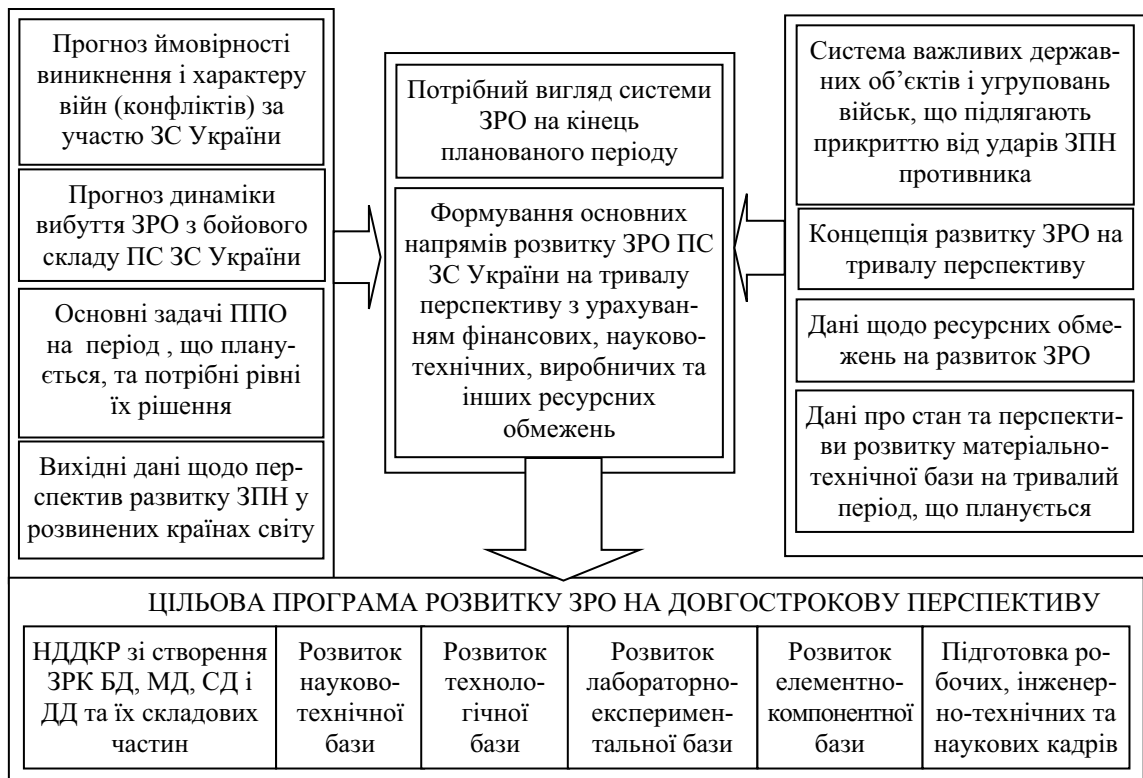 Прогноз ймовірності
виникнення і характеру
війн (конфліктів) за
участю ЗС України
Прогноз динаміки
вибуття ЗРО з бойового
складу ПС ЗС України
Основні задачі ППО
на період , що плану-
ється, та потрібні рівні
їх рішення
Вихідні дані щодо пер-
спектив развитку ЗПН у
розвинених країнах світу
Потрібний вигляд системи
ЗРО на кінець
планованого періоду
Формування основних
напрямів розвитку ЗРО ПС
ЗС України на тривалу
перспективу з урахуван-
ням фінансових, науково-
технічних, виробничих та
інших ресурсних
обмежень
Система важливих держав-
них об’єктів і угруповань
військ, що підлягають
прикриттю від ударів ЗПН
противника
Концепція развитку ЗРО на
тривалу перспективу
Дані щодо ресурсних обме-
жень на развиток ЗРО
Дані про стан та перспекти-
ви розвитку матеріально-
технічної бази на тривалий
період, що планується
ЦІЛЬОВА ПРОГРАМА РОЗВИТКУ ЗРО НА ДОВГОСТРОКОВУ ПЕРСПЕКТИВУ
НДДКР зі створення
ЗРК БД, МД, СД і
ДД та їх складових
частин
Розвиток
науково-
технічної
бази
Розвиток
техноло-
гічної
бази
Розвиток
лабораторно-
експеримен-
тальної бази
Розвиток
елементно-
компонентної
бази
Підготовка ро-
бочих, інженер-
но-технічних та
наукових кадрів